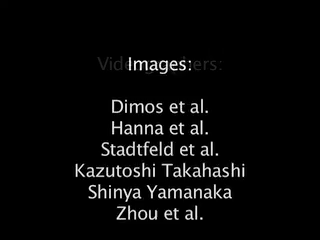 Images:
Dimos et al.
Hanna et al.
Stadtfeld et al.
Kazutoshi Takahashi
Shinya Yamanaka
Zhou et al.